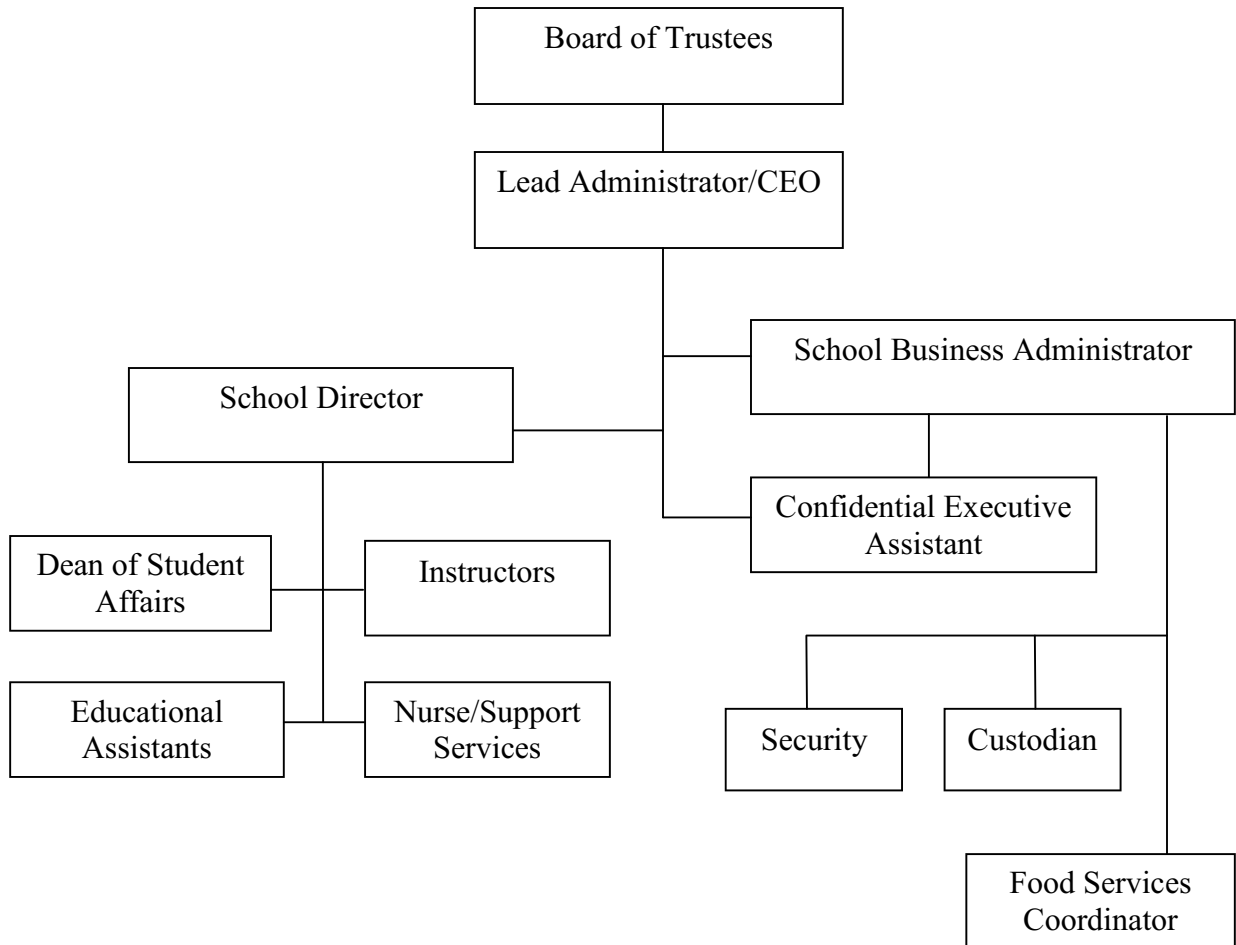 Board of Trustees
Lead Administrator/CEO
School Business Administrator
School Director
Confidential Executive
Assistant
Dean of Student
Affairs
Instructors
Educational
Assistants
Nurse/Support
Services
Security
Custodian
Food Services
Coordinator